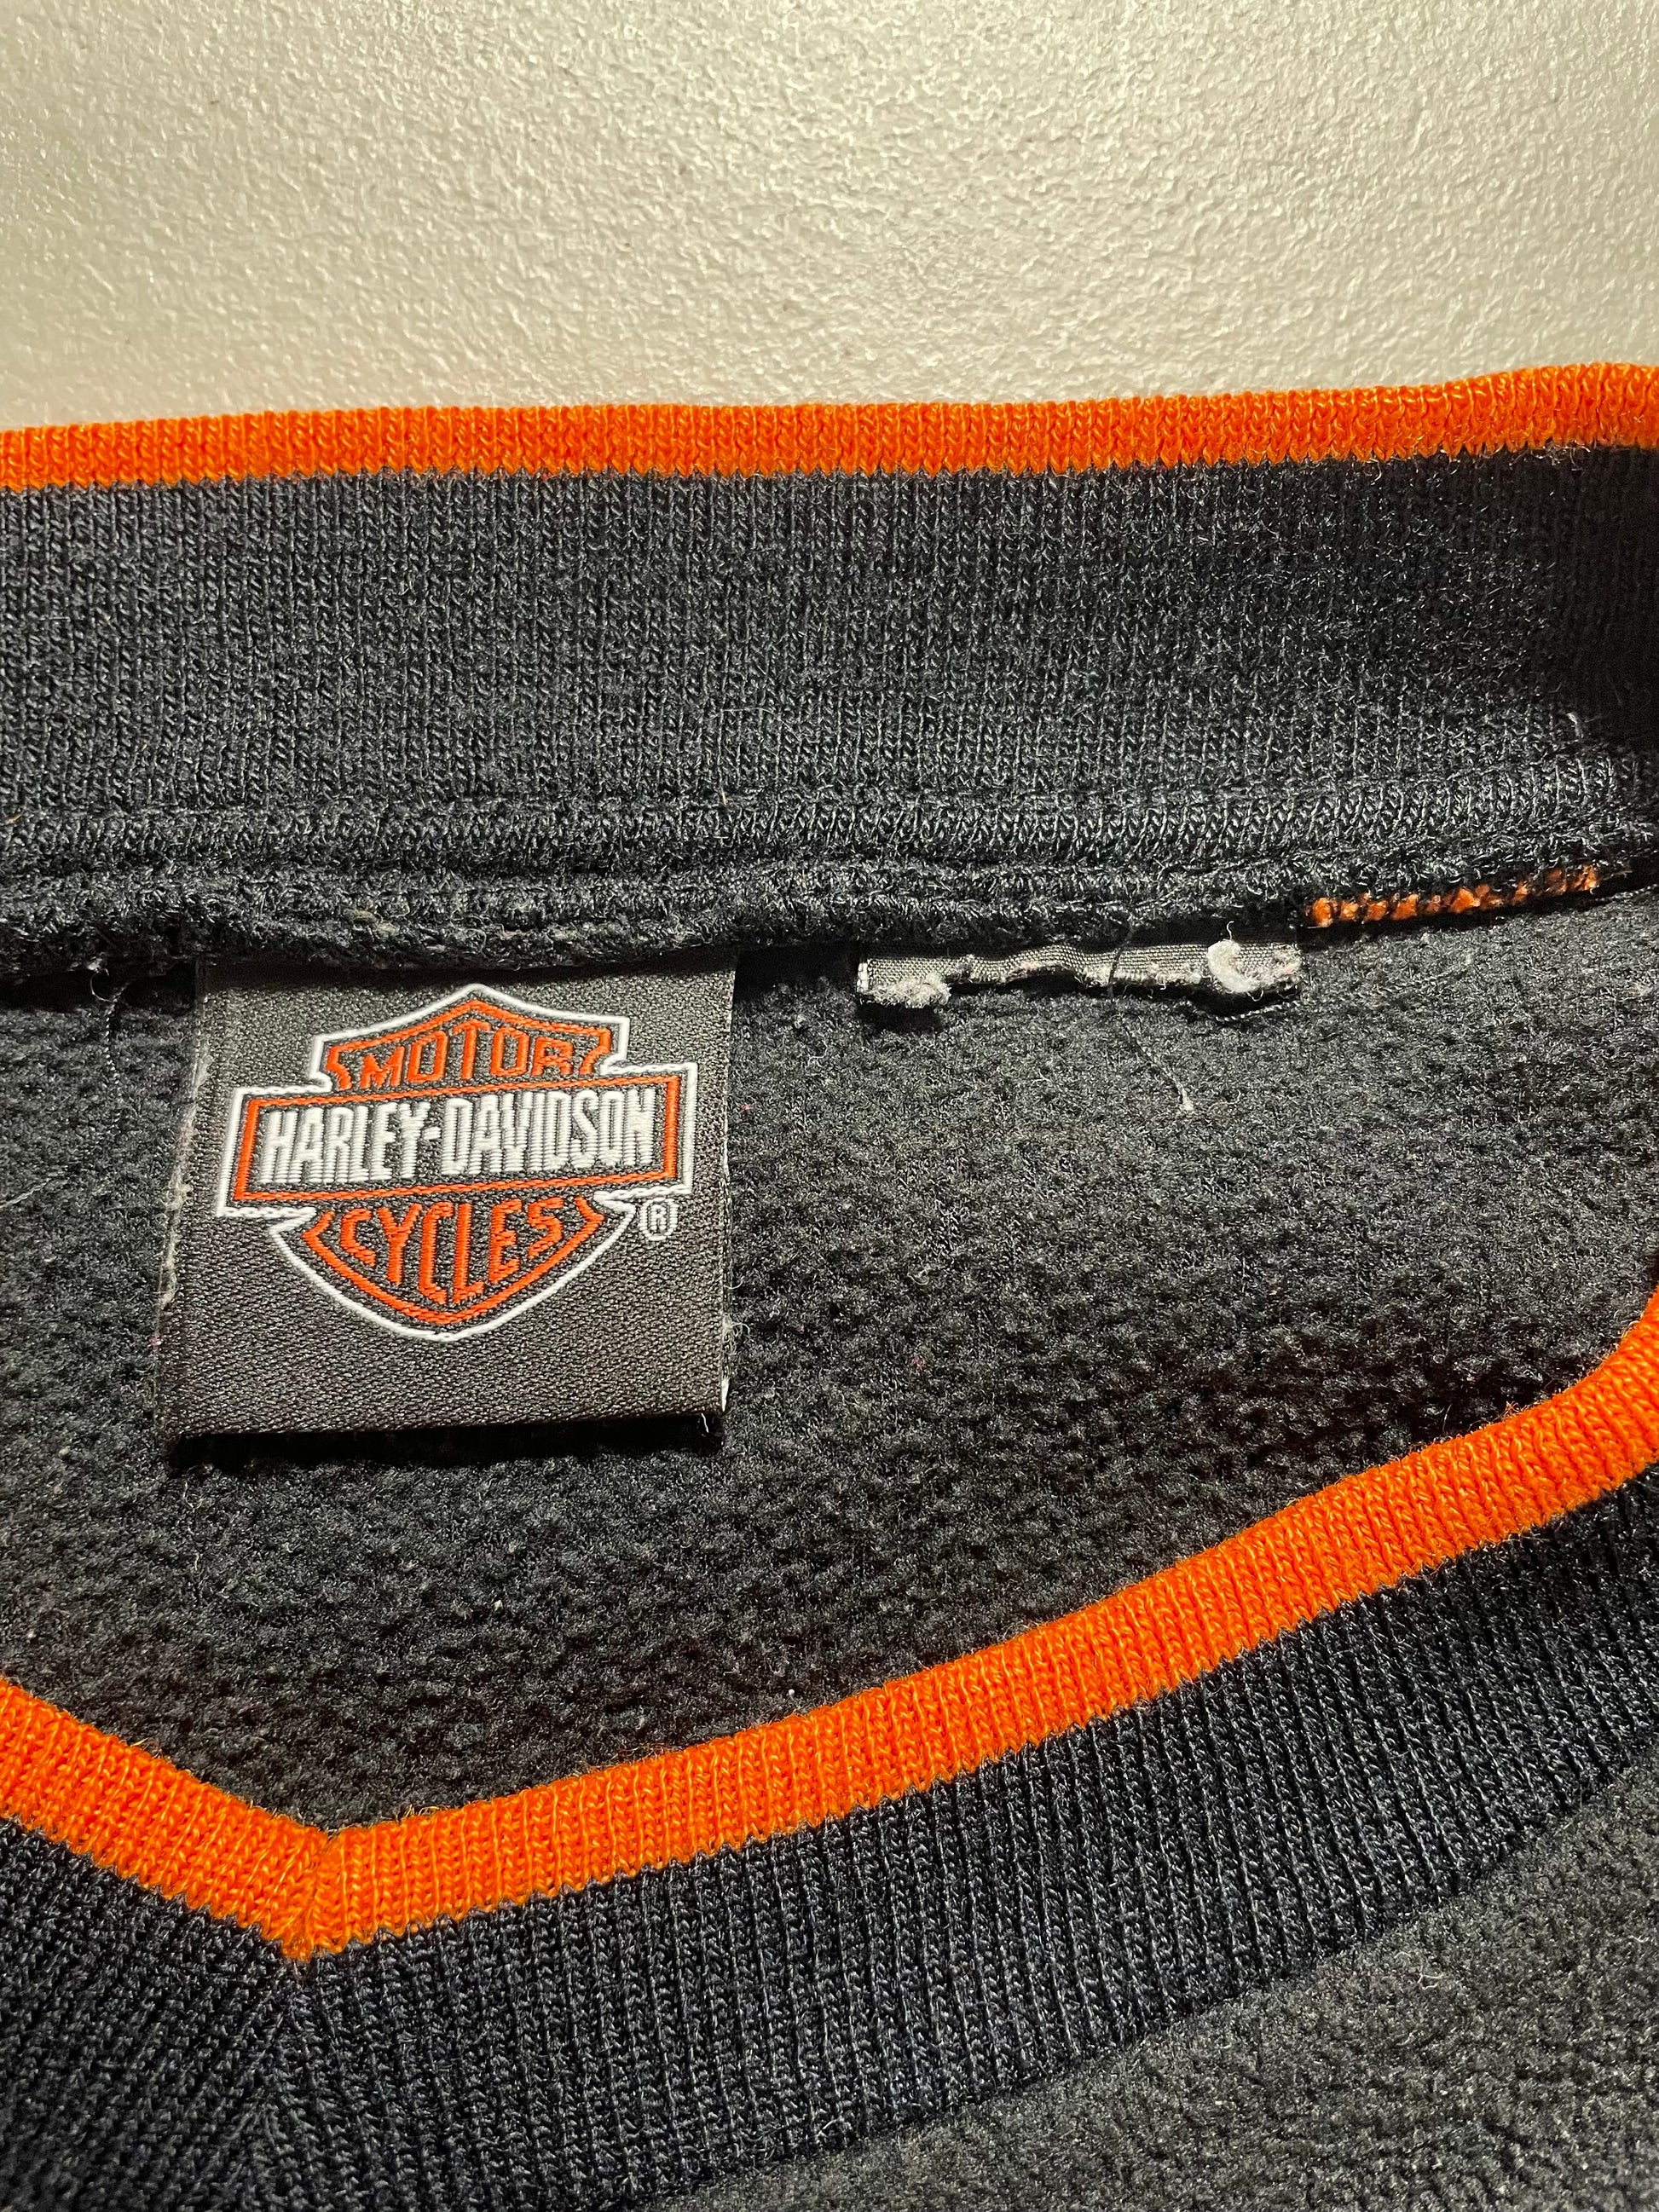 MOTOR
HARLEY-DAVIDSON
CYCLES
®